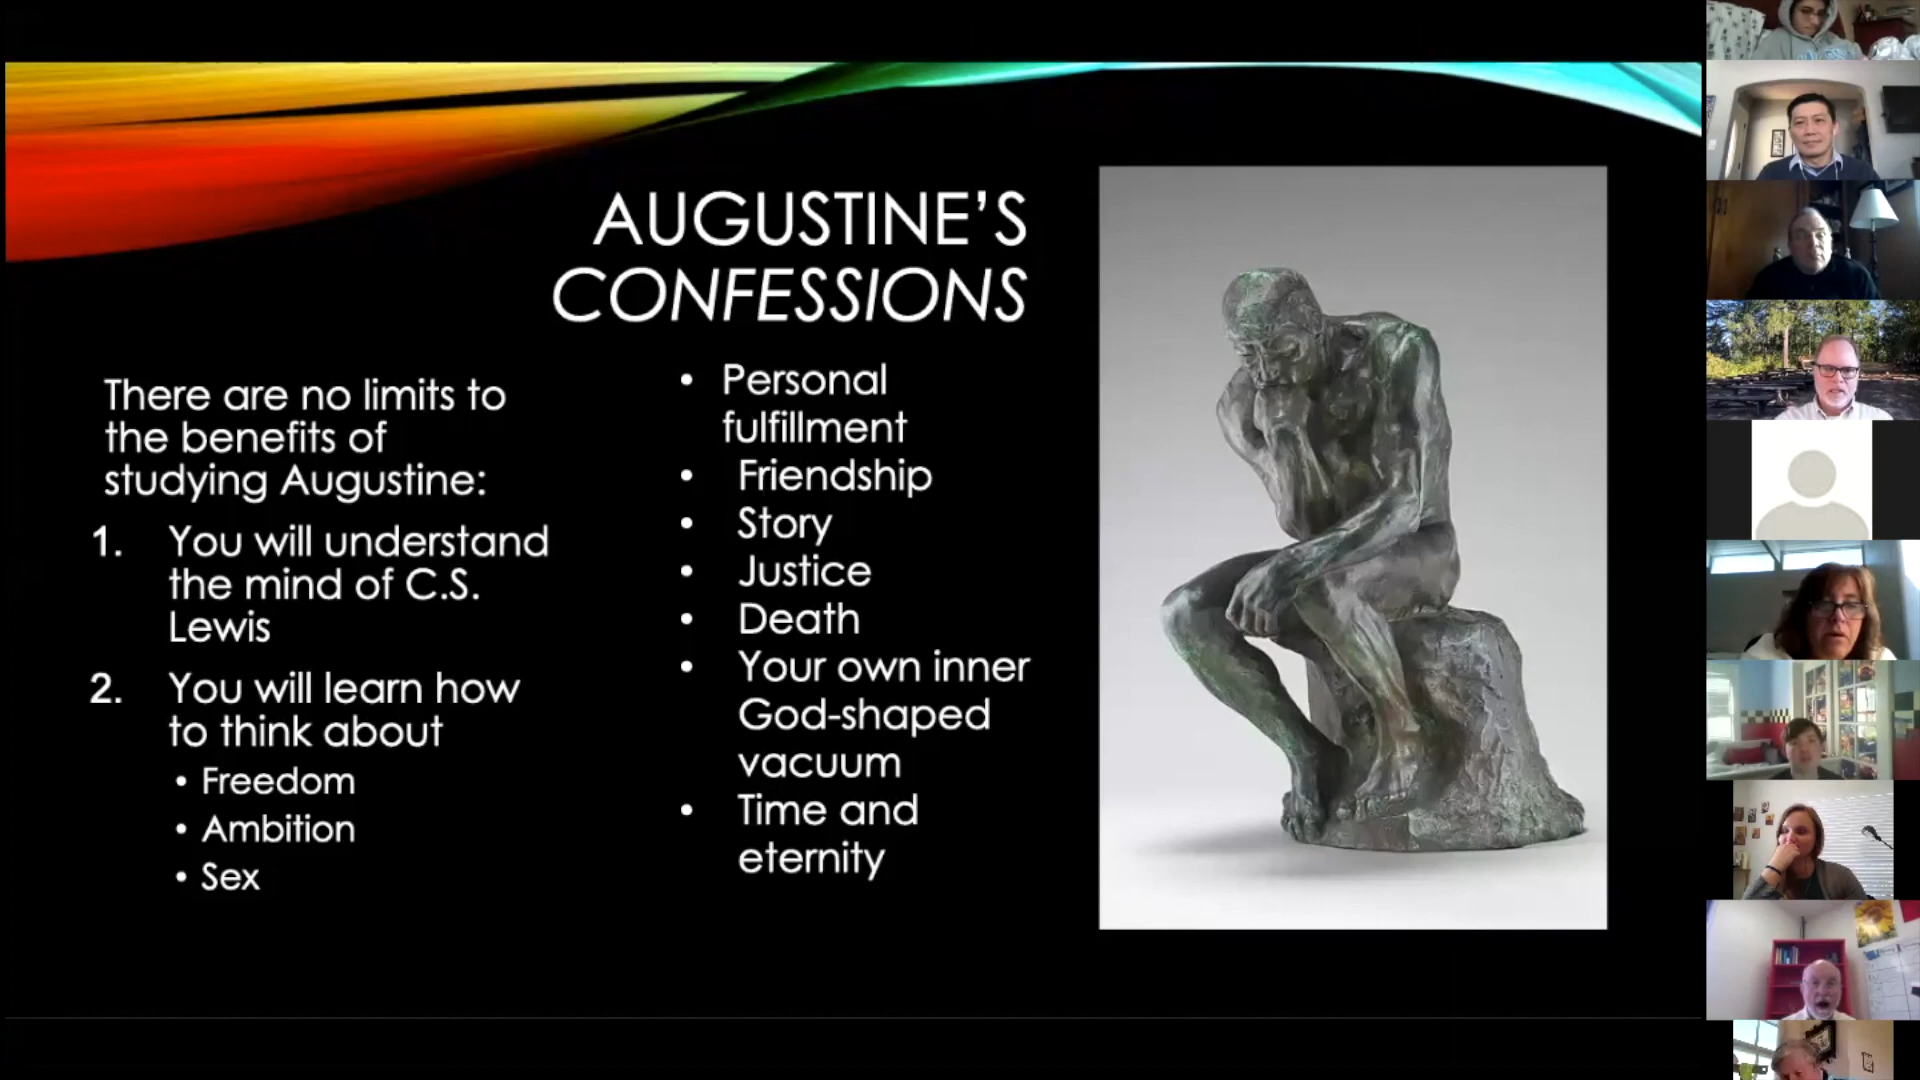 AUGUSTINE’S
CONFESSIONS
There are no limits to
the benefits of
studying Augustine:
1. You will understand
the mind of C.S.
Lewis
2. You will learn how
to think about
• Freedom
• Ambition
• Sex
• Personal
fulfillment
• Friendship
• Story
• Justice
• Death
• Your own inner
God-shaped
vacuum
• Time and
eternity